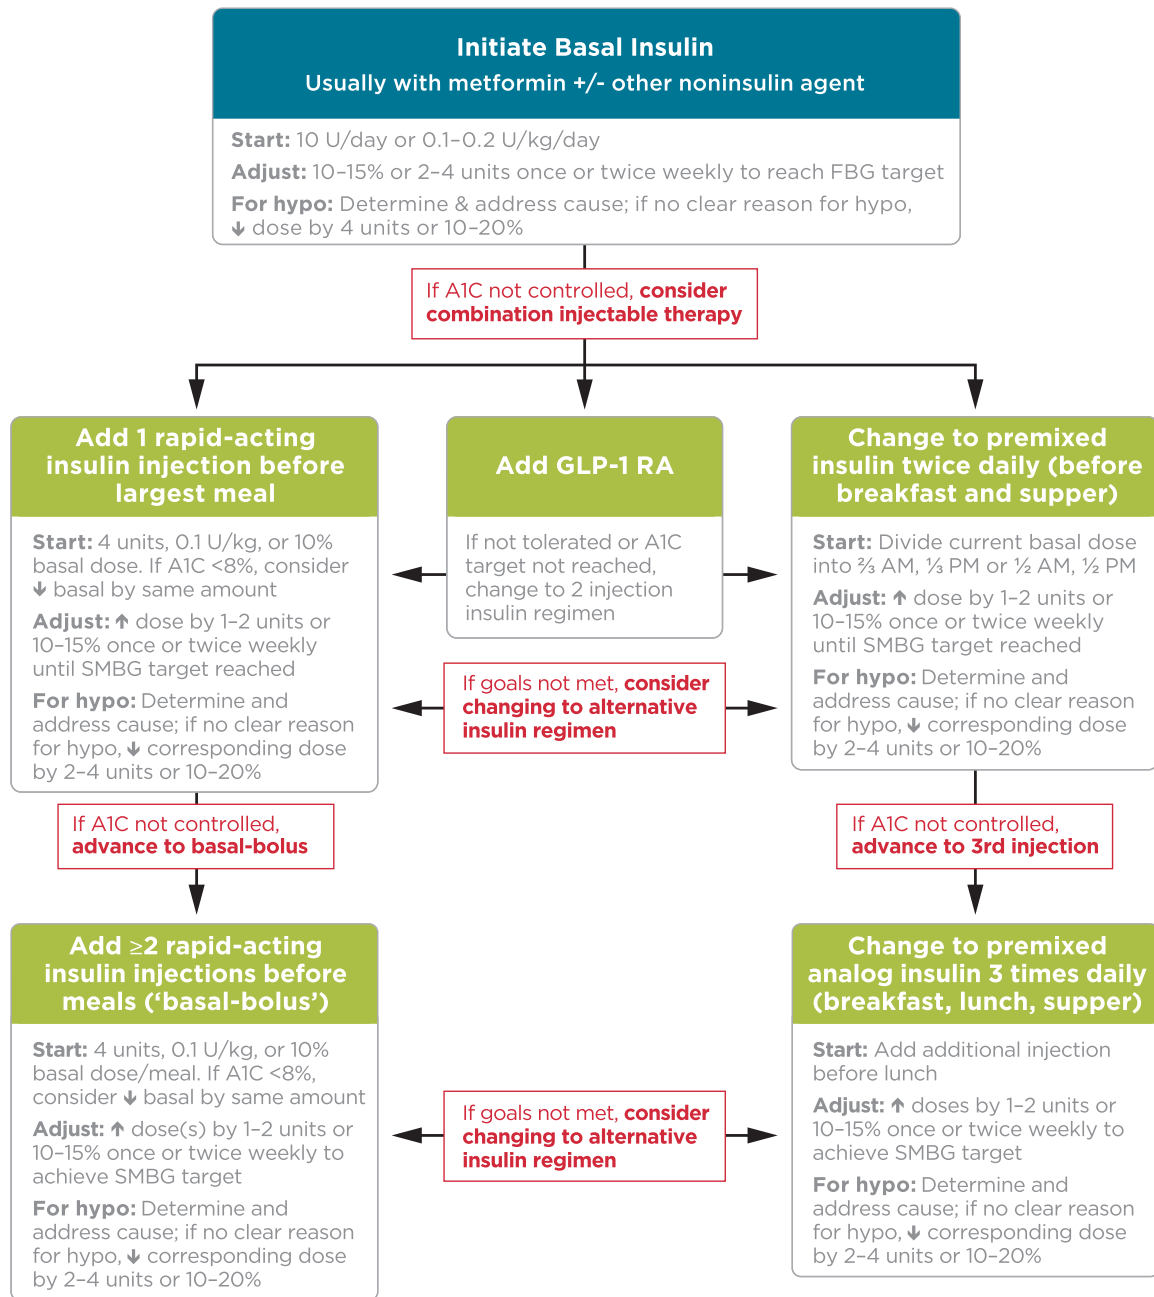 Initiate Basal Insulin
Usually with metformin +/- other noninsulin agent
Start: 10 U/day or 0.1–0.2 U/kg/day
Adjust: 10–15% or 2–4 units once or twice weekly to reach FBG target
For hypo: Determine & address cause; if no clear reason for hypo,
↓ dose by 4 units or 10–20%
If A1C not controlled, consider
combination injectable therapy
Add 1 rapid-acting
insulin injection before
largest meal
Start: 4 units, 0.1 U/kg, or 10%
basal dose. If A1C <8%, consider
↓ basal by same amount
Adjust: ↑ dose by 1–2 units or
10–15% once or twice weekly
until SMBG target reached
For hypo: Determine and
address cause; if no clear reason
for hypo, ↓ corresponding dose
by 2–4 units or 10–20%
Add GLP-1 RA
If not tolerated or A1C
target not reached,
change to 2 injection
insulin regimen
Change to premixed
insulin twice daily (before
breakfast and supper)
Start: Divide current basal dose
into ⅔ AM, ⅓ PM or ½ AM, ½ PM
Adjust: ↑ dose by 1–2 units or
10–15% once or twice weekly
until SMBG target reached
For hypo: Determine and
address cause; if no clear reason
for hypo, ↓ corresponding dose
by 2–4 units or 10–20%
If goals not met, consider
changing to alternative
insulin regimen
If A1C not controlled,
advance to basal-bolus
If A1C not controlled,
advance to 3rd injection
Add ≥2 rapid-acting
insulin injections before
meals (‘basal-bolus’)
Start: 4 units, 0.1 U/kg, or 10%
basal dose/meal. If A1C <8%,
consider ↓ basal by same amount
Adjust: ↑ dose(s) by 1–2 units or
10–15% once or twice weekly to
achieve SMBG target
For hypo: Determine and
address cause; if no clear reason
for hypo, ↓ corresponding dose
by 2–4 units or 10–20%
If goals not met, consider
changing to alternative
insulin regimen
Change to premixed
analog insulin 3 times daily
(breakfast, lunch, supper)
Start: Add additional injection
before lunch
Adjust: ↑ doses by 1–2 units or
10–15% once or twice weekly to
achieve SMBG target
For hypo: Determine and
address cause; if no clear reason
for hypo, ↓ corresponding dose
by 2–4 units or 10–20%